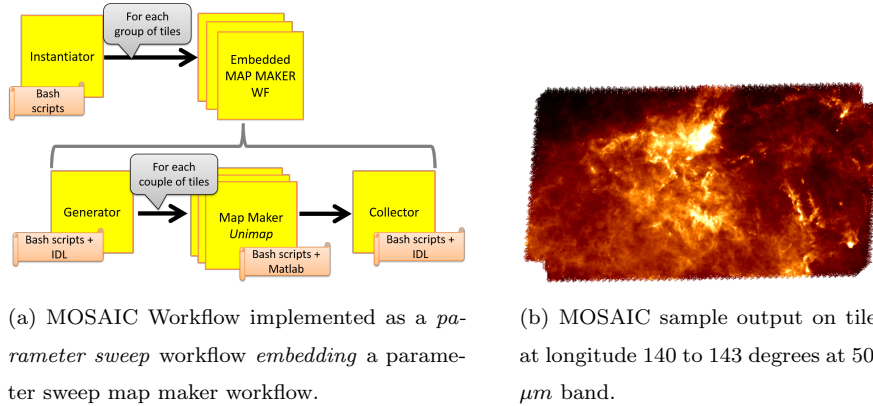 For each
group of tiles
Instantiator
Bash
scripts
Embedded
MAP MAKER
WF
For each
couple of tiles
Generator
Bash scripts +
IDL
Map Maker
Unimap
Bash scripts +
Matlab
Collector
Bash scripts +
IDL
(a) MOSAIC Workflow implemented as a pa-
rameter sweep workflow embedding a parame-
ter sweep map maker workflow.
(b) MOSAIC sample output on tile
at longitude 140 to 143 degrees at 50
μm band.